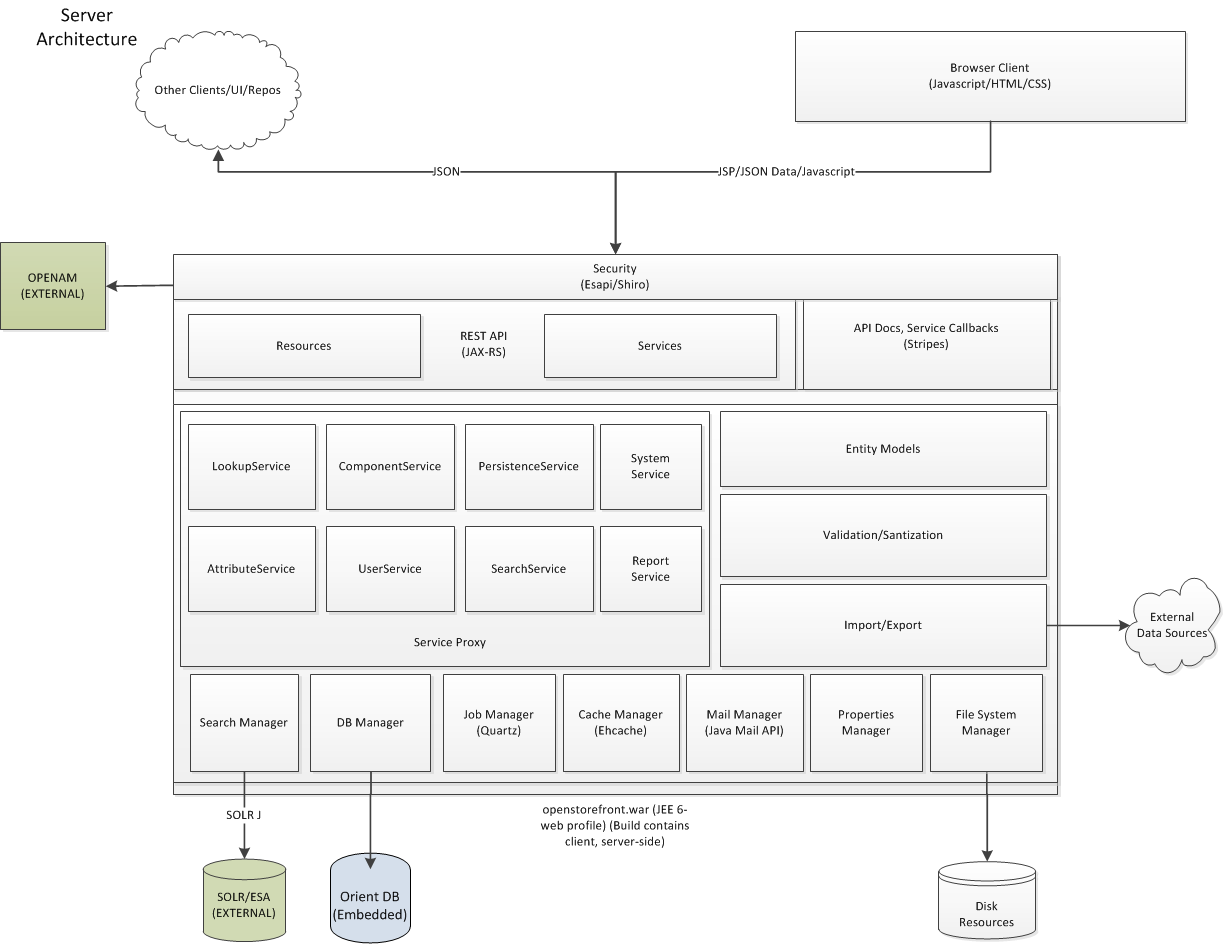 Server
Architecture
Other Clients/UI/Repos
Browser Client
(Javascript/HTML/CSS)
JSON
JSP/JSON Data/Javascript
OPENAM
(EXTERNAL)
Security
(Esapi/Shiro)
Resources
REST API
(JAX-RS)
Services
API Docs, Service Callbacks
(Stripes)
LookupService
ComponentService
PersistenceService
System
Service
AttributeService
UserService
SearchService
Report
Service
Service Proxy
Entity Models
Validation/Santization
Import/Export
External
Data Sources
Search Manager
DB Manager
Job Manager
(Quartz)
Cache Manager
(Ehcache)
Mail Manager
(Java Mail API)
Properties
Manager
File System
Manager
SOLR J
openstorefront.war (JEE 6-
web profile) (Build contains
client, server-side)
SOLR/ESA
(EXTERNAL)
Orient DB
(Embedded)
Disk
Resources